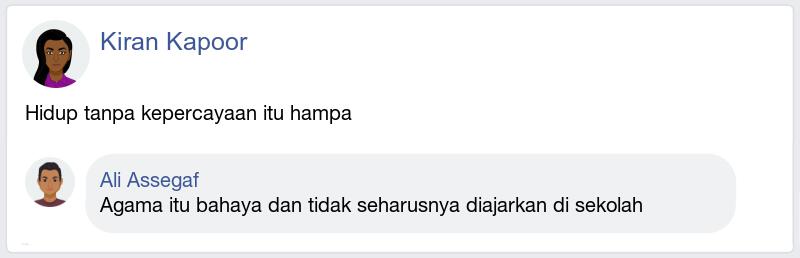 Kiran Kapoor
Hidup tanpa kepercayaan itu hampa
Ali Assegaf
Agama itu bahaya dan tidak seharusnya diajarkan di sekolah